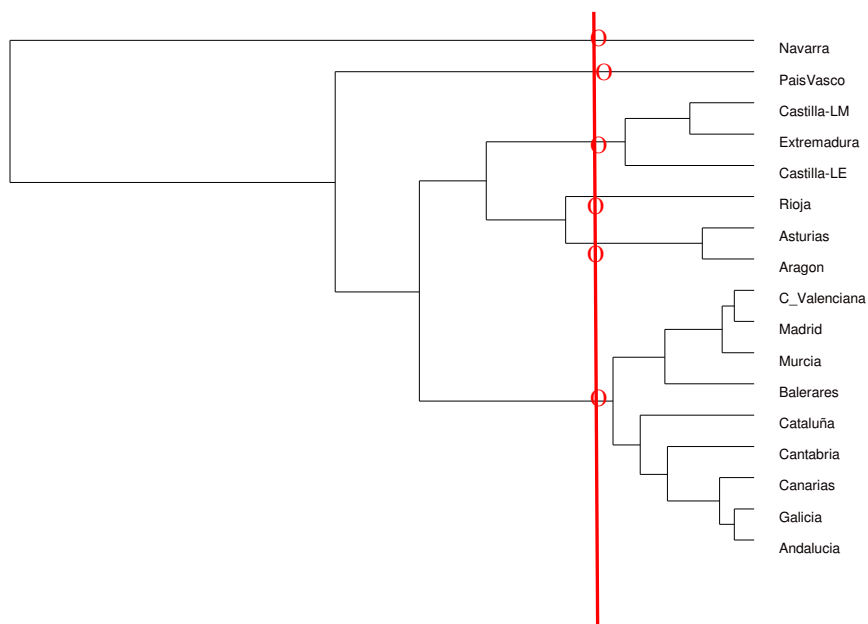 Navarra
PaisVasco
Castilla-LM
Extremadura
Castilla-LE
Rioja
Asturias
Aragon
C_Valenciana
Madrid
Murcia
Balerares
Cataluña
Cantabria
Canarias
Galicia
Andalucia